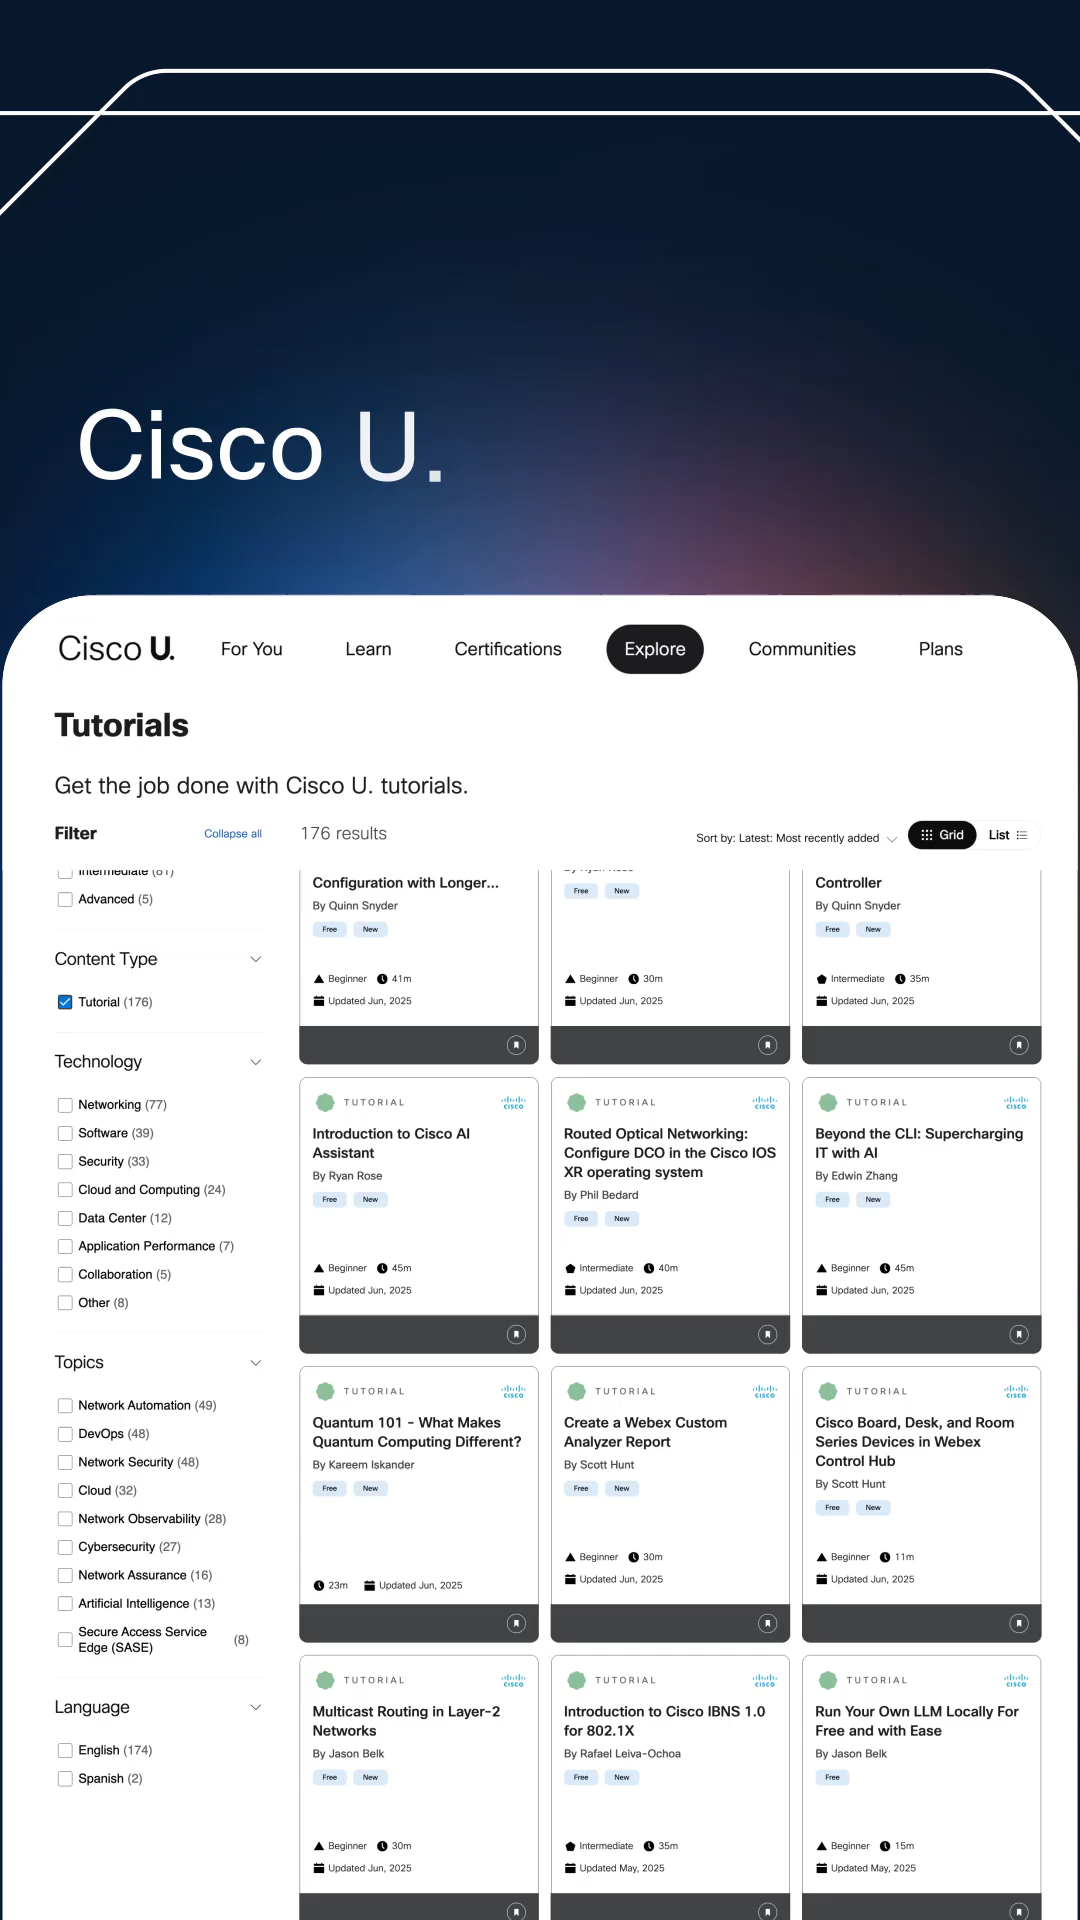 Cisco U.
Cisco U.
For You
Learn
Certifications
Explore
Communities
Plans
Tutorials
Get the job done with Cisco U. tutorials.
Filter
Collapse all
176 results
Sort by: Latest: Most recently added
Grid
List
Intermediate (81)
Advanced (5)
Content Type
Tutorial (176)
Technology
Networking (77)
Software (39)
Security (33)
Cloud and Computing (24)
Data Center (12)
Application Performance (7)
Collaboration (5)
Other (8)
Topics
Network Automation (49)
DevOps (48)
Network Security (48)
Cloud (32)
Network Observability (28)
Cybersecurity (27)
Network Assurance (16)
Artificial Intelligence (13)
Secure Access Service
Edge (SASE) (8)
Language
English (174)
Spanish (2)
Configuration with Longer...
By Quinn Snyder
Free New
Beginner 41m
Updated Jun, 2025
By Ryan Rose
Free New
Beginner 30m
Updated Jun, 2025
Controller
By Quinn Snyder
Free New
Intermediate 35m
Updated Jun, 2025
TUTORIAL
CISCO
Introduction to Cisco AI
Assistant
By Ryan Rose
Free New
Beginner 45m
Updated Jun, 2025
TUTORIAL
CISCO
Routed Optical Networking:
Configure DCO in the Cisco IOS
XR operating system
By Phil Bedard
Free New
Intermediate 40m
Updated Jun, 2025
TUTORIAL
CISCO
Beyond the CLI: Supercharging
IT with AI
By Edwin Zhang
Free New
Beginner 45m
Updated Jun, 2025
TUTORIAL
CISCO
Quantum 101 - What Makes
Quantum Computing Different?
By Kareem Iskander
Free New
23m Updated Jun, 2025
TUTORIAL
CISCO
Create a Webex Custom
Analyzer Report
By Scott Hunt
Free New
Beginner 30m
Updated Jun, 2025
TUTORIAL
CISCO
Cisco Board, Desk, and Room
Series Devices in Webex
Control Hub
By Scott Hunt
Free New
Beginner 11m
Updated Jun, 2025
TUTORIAL
CISCO
Multicast Routing in Layer-2
Networks
By Jason Belk
Free New
Beginner 30m
Updated Jun, 2025
TUTORIAL
CISCO
Introduction to Cisco IBNS 1.0
for 802.1X
By Rafael Leiva-Ochoa
Free New
Intermediate 35m
Updated May, 2025
TUTORIAL
CISCO
Run Your Own LLM Locally For
Free and with Ease
By Jason Belk
Free
Beginner 15m
Updated May, 2025